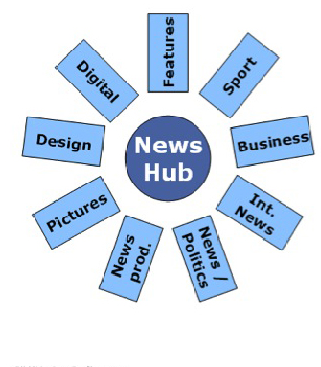 Features
Sport
Business
Int.
News
News /
Politics
News
prod.
Pictures
Design
Digital
News
Hub